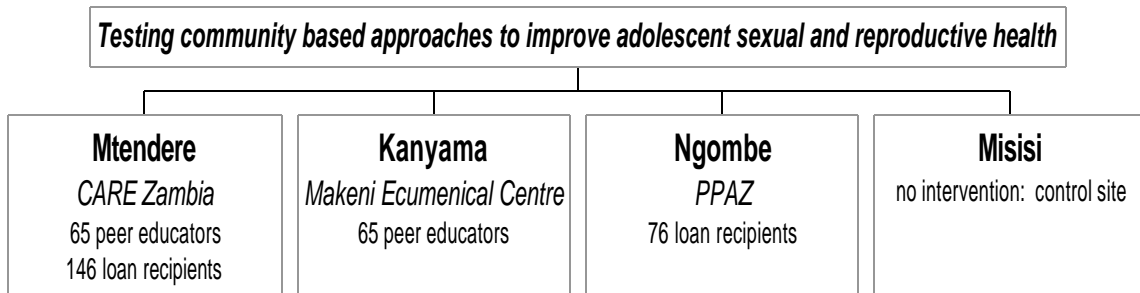 Testing community based approaches to improve adolescent sexual and reproductive health
Mtendere
CARE Zambia
65 peer educators
146 loan recipients
Kanyama
Makeni Ecumenical Centre
65 peer educators
Ngombe
PPAZ
76 loan recipients
Misisi
no intervention: control site